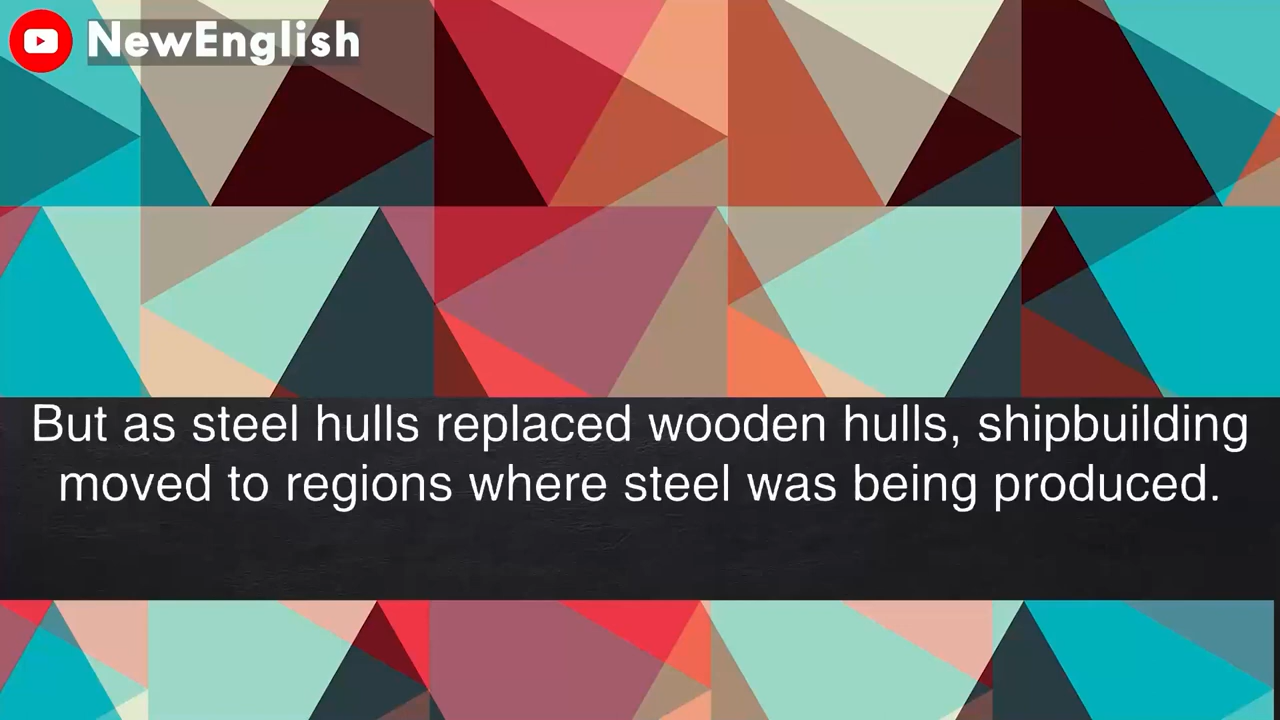 NewEnglish
But as steel hulls replaced wooden hulls, shipbuilding
moved to regions where steel was being produced.